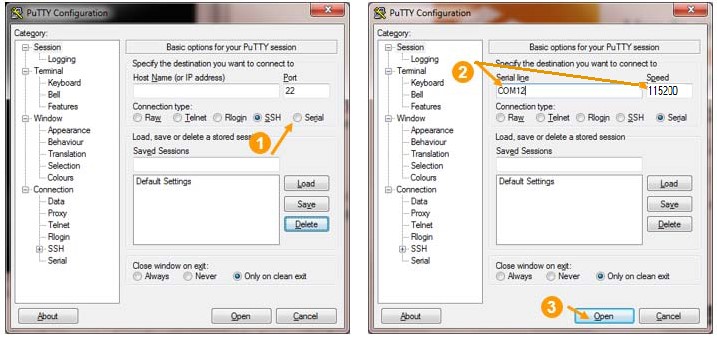 PuTTY Configuration
Category:
Session
Logging
Terminal
Keyboard
Bell
Features
Window
Appearance
Behaviour
Translation
Selection
Colours
Connection
Data
Proxy
Telnet
Rlogin
SSH
Serial
Basic options for your PuTTY session
Specify the destination you want to connect to
Host Name (or IP address) Port
22
Connection type:
Raw Telnet Rlogin SSH Serial
1
Load, save or delete a stored session
Saved Sessions
Default Settings
Load
Save
Delete
Close window on exit:
Always Never Only on clean exit
About Open Cancel
PuTTY Configuration
Category:
Session
Logging
Terminal
Keyboard
Bell
Features
Window
Appearance
Behaviour
Translation
Selection
Colours
Connection
Data
Proxy
Telnet
Rlogin
SSH
Serial
Basic options for your PuTTY session
Specify the destination you want to connect to
2
Serial line Speed
COM12 115200
Connection type:
Raw Telnet Rlogin SSH Serial
Load, save or delete a stored session
Saved Sessions
Default Settings
Load
Save
Delete
Close window on exit:
Always Never Only on clean exit
3
About Open Cancel